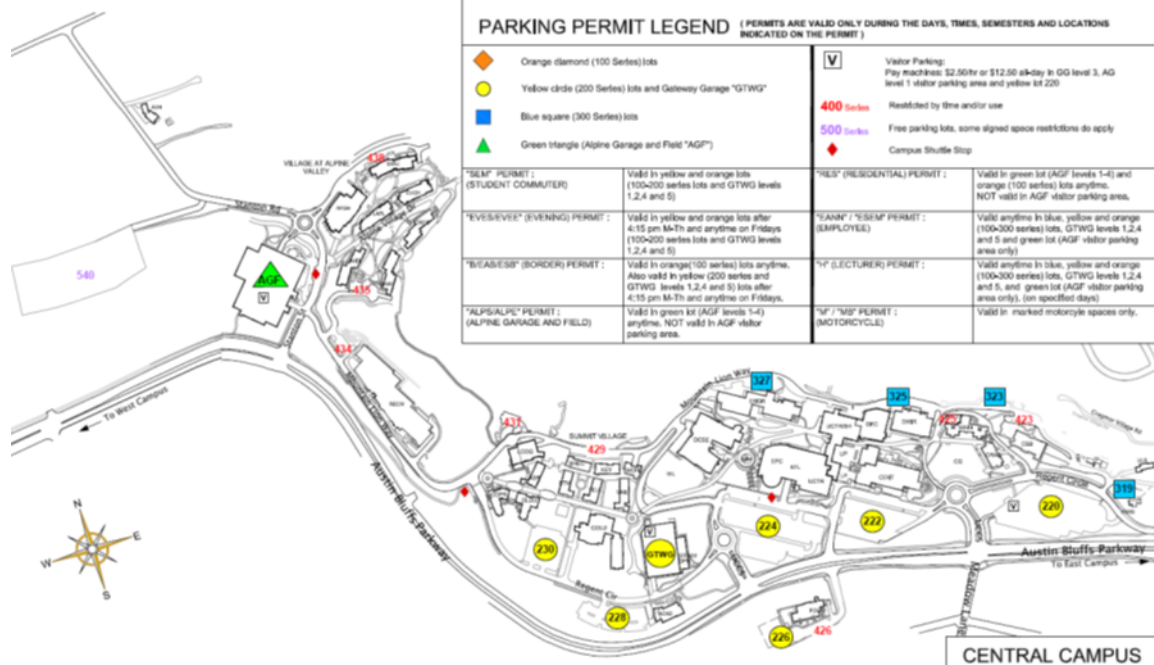 PARKING PERMIT LEGEND ( PERMITS ARE VALID ONLY DURING THE DAYS, TIMES, SEMESTERS AND LOCATIONS
INDICATED ON THE PERMIT )
Orange diamond (100 Series) lots
Yellow circle (200 Series) lots and Gateway Garage "GTWG"
Blue square (300 Series) lots
Green triangle (Alpine Garage and Field "AGF")
V
Visitor Parking:
Pay machines: $2.50/hr or $12.50 all-day in GG level 3, AG
level 1 visitor parking area and yellow lot 220
400 Series Restricted by time and/or use
500 Series Free parking lots, some signed space restrictions do apply
Campus Shuttle Stop
"SEM" PERMIT :
(STUDENT COMMUTER)
Valid in yellow and orange lots
(100-200 series lots and GTWG levels
1,2,4 and 5)
"RES" (RESIDENTIAL) PERMIT :
Valid in green lot (AGF levels 1-4) and
orange (100) series lots anytime.
NOT valid in AGF visitor parking area.
"EVES/EVEE" (EVENING) PERMIT :
Valid in yellow and orange lots after
4:15 pm M-Th and anytime on Fridays
(100-200 series lots and GTWG levels
1,2,4 and 5)
"EANN" / "ESEM" PERMIT :
(EMPLOYEE)
Valid anytime in blue, yellow and orange
(100-300 series) lots, GTWG levels 1,2,4
and 5 and green lot (AGF visitor parking
area only)
"B/EAB/ESB" (BORDER) PERMIT :
Valid in orange(100 series) lots anytime.
Also valid in yellow (200 series and
GTWG levels 1,2,4 and 5) lots after
4:15 pm M-Th and anytime on Fridays.
"H" (LECTURER) PERMIT :
Valid anytime in blue, yellow and orange
(100-300 series) lots, GTWG levels 1,2,4
and 5, and green lot (AGF visitor parking
area only), (on specified days)
"ALPS/ALPE" PERMIT :
(ALPINE GARAGE AND FIELD)
Valid in green lot (AGF levels 1-4)
anytime. NOT valid in AGF visitor
parking area.
"M" / "MB" PERMIT :
(MOTORCYCLE)
Valid in marked motorcyle spaces only.
VILLAGE AT ALPINE
VALLEY
438
Stanton Rd
540
AGF
V
435
434
To West Campus
Austin Bluffs Parkway
Mountain Lion Way
327
325
323
425
423
431
SUMMIT VILLAGE
429
319
Regent Circle
V
220
230
V
GTWG
224
222
Austin Bluffs Parkway
To East Campus
Regent Cir
228
226
426
Meadow Lane
N
E
S
W
CENTRAL CAMPUS